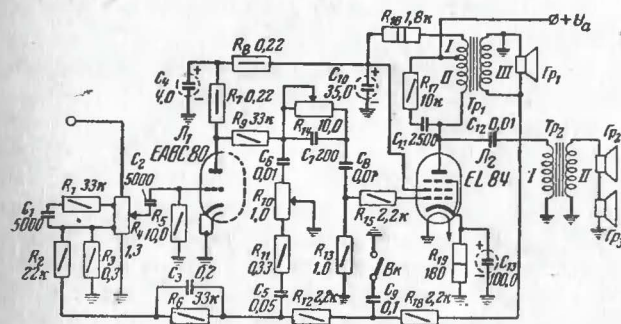 R₈ 0,22
C₄
4,0
R₇ 0,22
Л₁
ЕАВС 80
R₉ 33к
C₁₀
35,0
R₁₄ 10,0
C₇ 200
C₆
0,01
C₈
0,01
R₁₆ 1,8к
I
II
III
Тр₁
Гр₁
⌀ + Uₐ
R₁₇
10к
C₁₁ 2500
C₁₂ 0,01
Л₂
EL 84
Тр₂
I
II
Гр₂
Гр₃
C₁
5000
R₁ 33к
C₂
5000
R₄
1,3
R₅
10,0
R₂
22к
R₃
0,3
C₃
0,2
R₆
33к
R₁₀
1,0
R₁₁
0,33
C₅
0,05
R₁₃
1.0
R₁₂ 2,2к
R₁₅ 2,2к
Вк
C₉
0,1
R₁₈ 2,2к
R₁₉
180
C₁₃
100,0